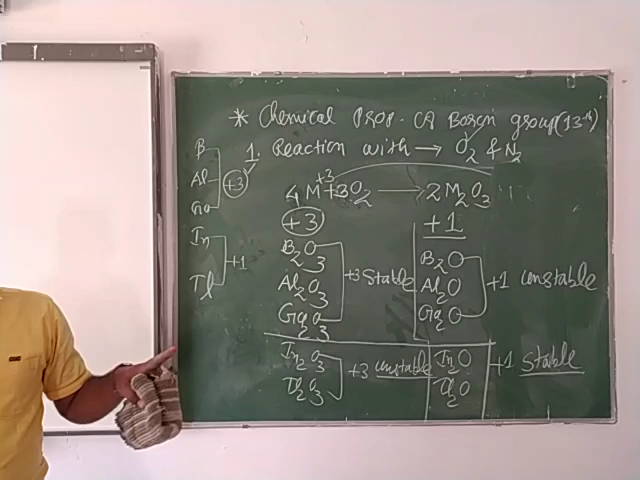 * Chemical Prop. of Boron group (13th)
1. Reaction with → O2 & N2
B
Al
Ga
+3
In
Tl
+1
+3
4 M + 3O2 → 2M2O3
+3
B2O3
Al2O3
Ga2O3
+3 Stable
+1
B2O
Al2O
Ga2O
+1 unstable
In2O3
Tl2O3
+3 unstable
In2O
Tl2O
+1 stable